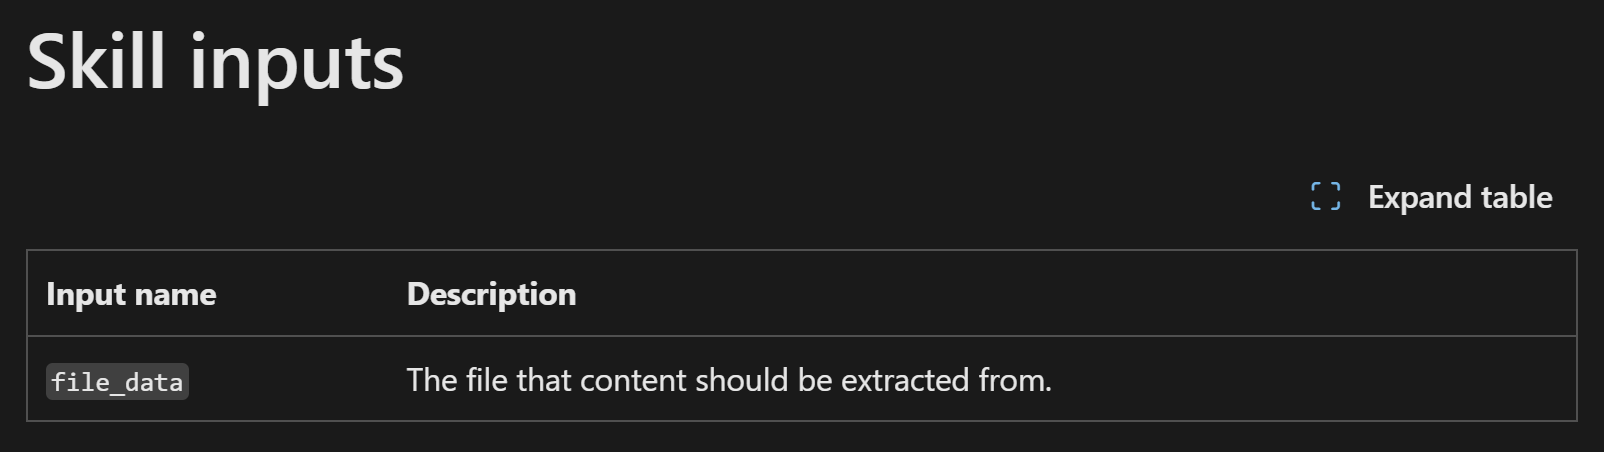 Skill inputs
Expand table
Input name Description
file_data The file that content should be extracted from.